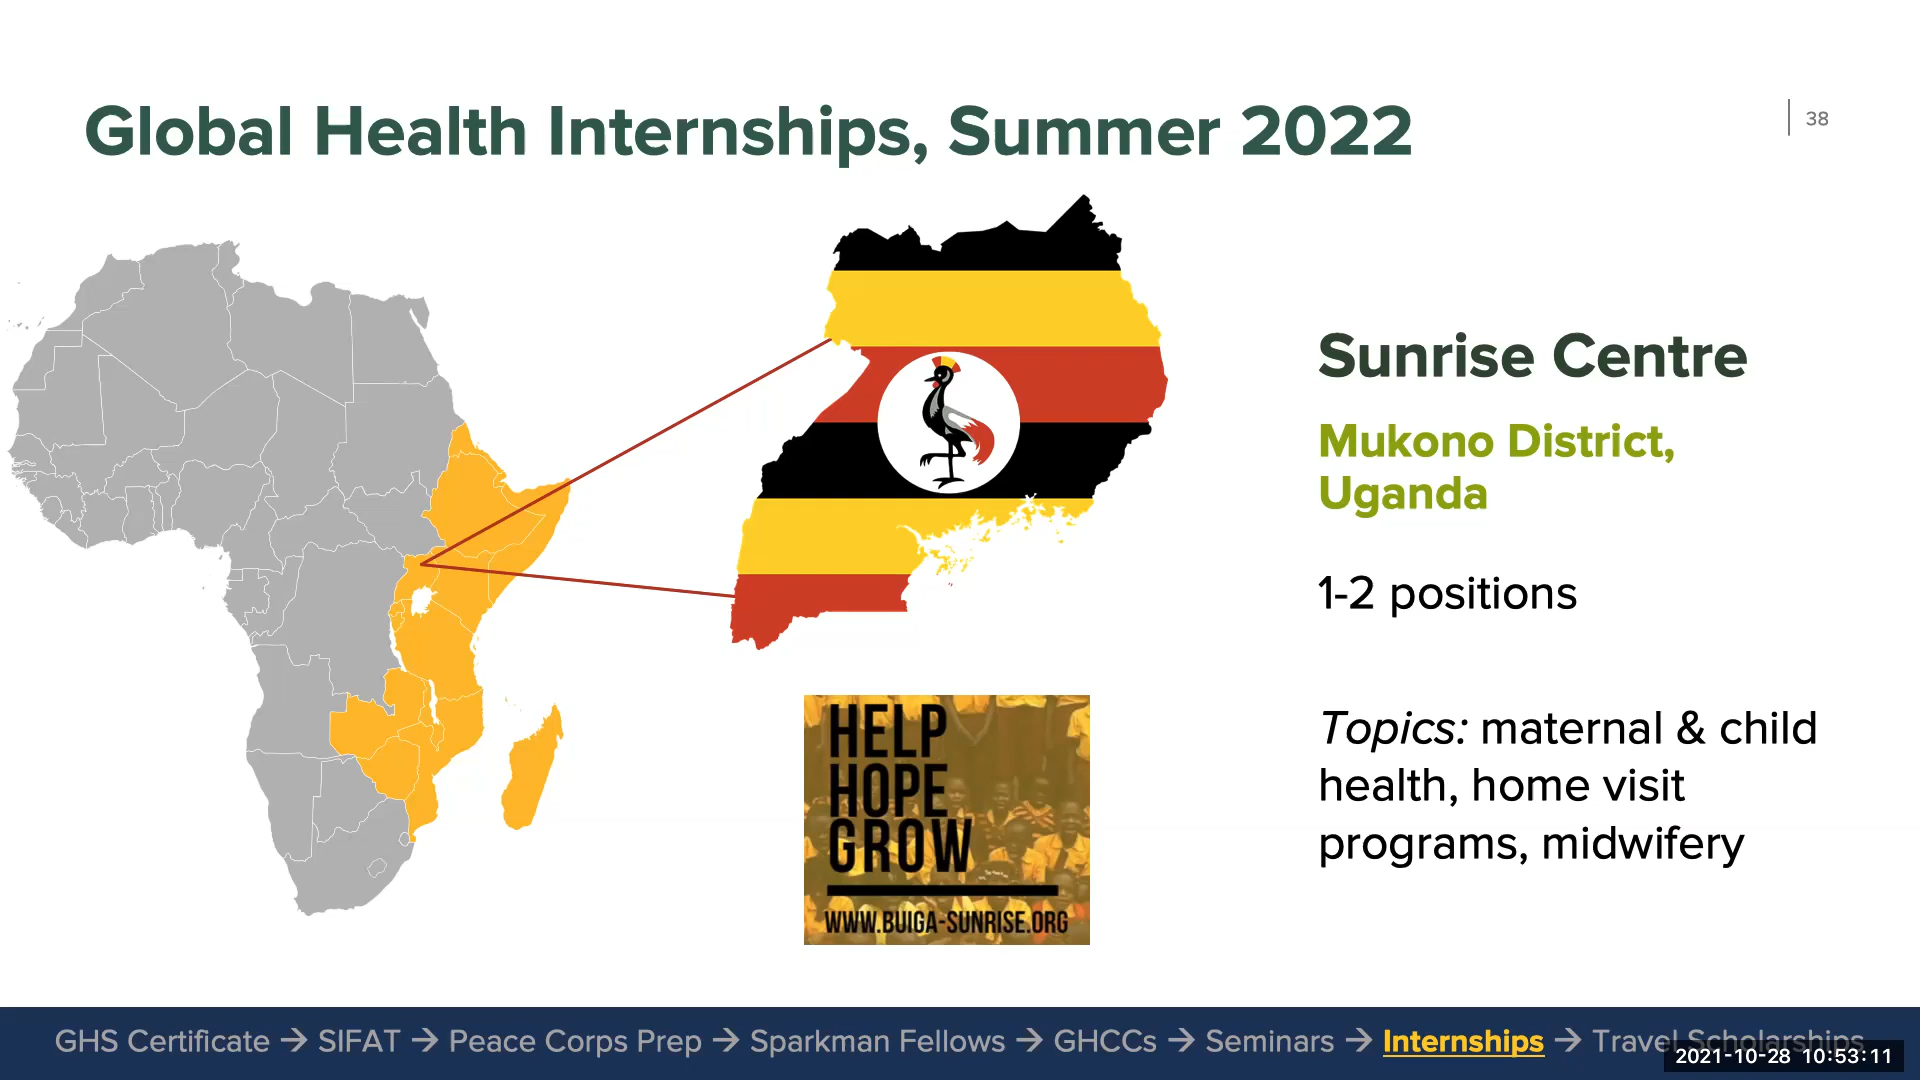 Global Health Internships, Summer 2022
38
Sunrise Centre
Mukono District,
Uganda
1-2 positions
Topics: maternal & child
health, home visit
programs, midwifery
HELP
HOPE
GROW
WWW.BUIGA-SUNRISE.ORG
GHS Certificate → SIFAT → Peace Corps Prep → Sparkman Fellows → GHCCs → Seminars → Internships → Travel Scholarships
2021-10-28 10:53:11